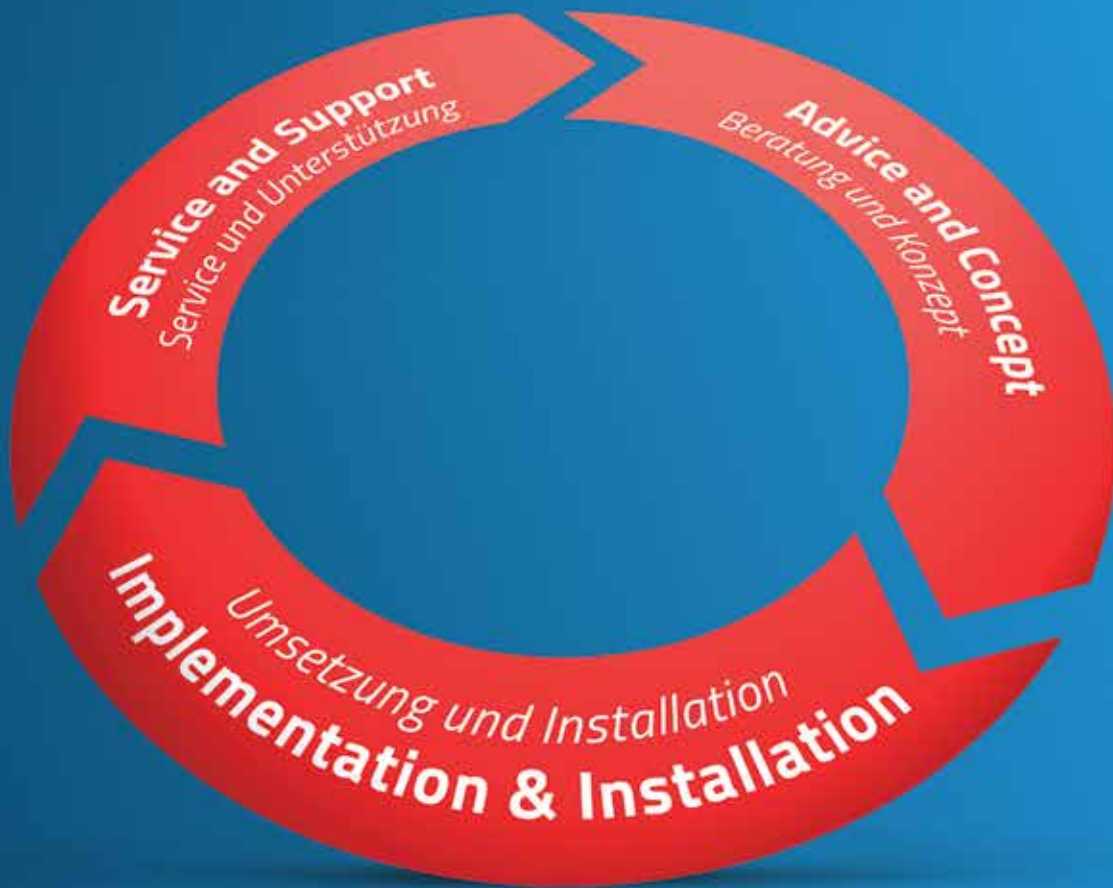 Service and Support
Service und Unterstützung
Advice and Concept
Beratung und Konzept
Umsetzung und Installation
Implementation & Installation